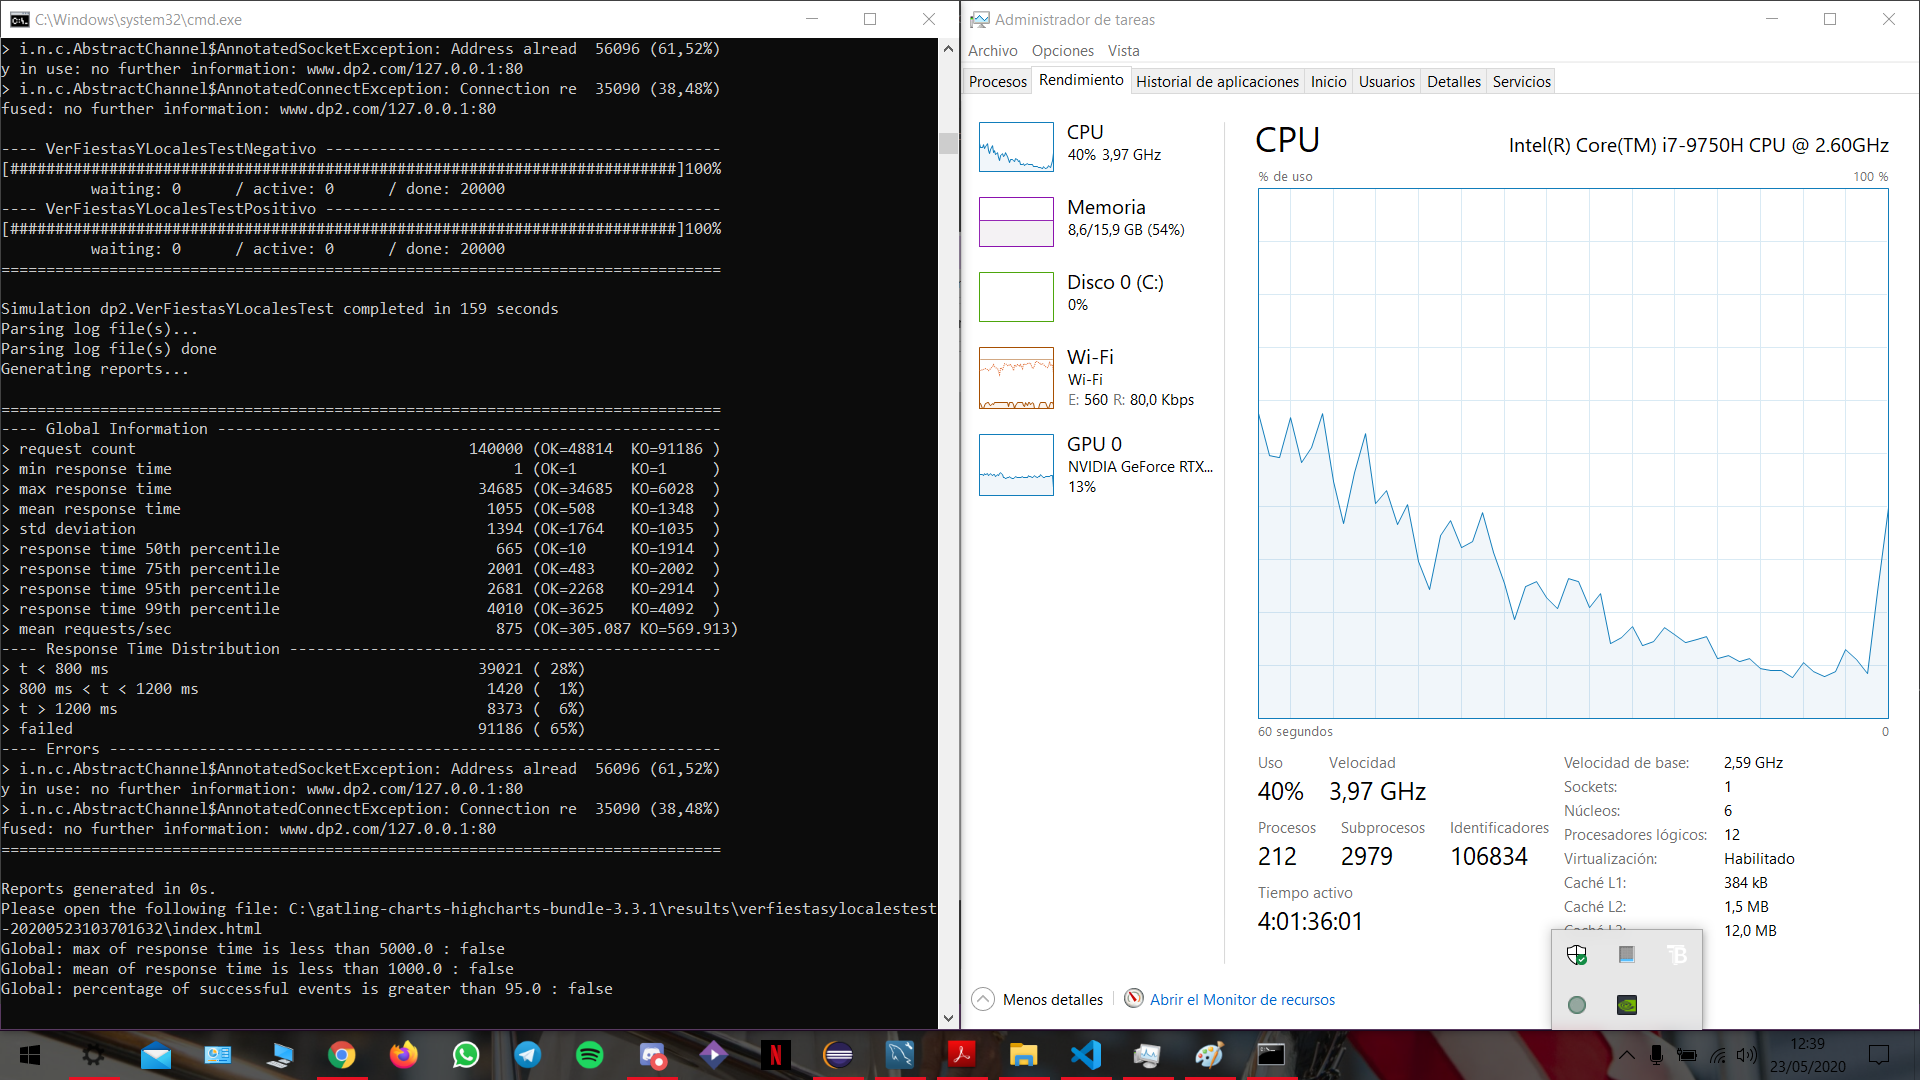 C:\Windows\system32\cmd.exe
> i.n.c.AbstractChannel$AnnotatedSocketException: Address alread  56096 (61,52%)
y in use: no further information: www.dp2.com/127.0.0.1:80
> i.n.c.AbstractChannel$AnnotatedConnectException: Connection re  35090 (38,48%)
fused: no further information: www.dp2.com/127.0.0.1:80
---- VerFiestasYLocalesTestNegativo --------------------------------------------
[##########################################################################]100%
          waiting: 0      / active: 0      / done: 20000
---- VerFiestasYLocalesTestPositivo --------------------------------------------
[##########################################################################]100%
          waiting: 0      / active: 0      / done: 20000
================================================================================
Simulation dp2.VerFiestasYLocalesTest completed in 159 seconds
Parsing log file(s)...
Parsing log file(s) done
Generating reports...
================================================================================
---- Global Information --------------------------------------------------------
> request count                                     140000 (OK=48814  KO=91186 )
> min response time                                      1 (OK=1      KO=1     )
> max response time                                  34685 (OK=34685  KO=6028  )
> mean response time                                  1055 (OK=508    KO=1348  )
> std deviation                                       1394 (OK=1764   KO=1035  )
> response time 50th percentile                        665 (OK=10     KO=1914  )
> response time 75th percentile                       2001 (OK=483    KO=2002  )
> response time 95th percentile                       2681 (OK=2268   KO=2914  )
> response time 99th percentile                       4010 (OK=3625   KO=4092  )
> mean requests/sec                                    875 (OK=305.087 KO=569.913)
---- Response Time Distribution ------------------------------------------------
> t < 800 ms                                         39021 ( 28%)
> 800 ms < t < 1200 ms                                1420 (  1%)
> t > 1200 ms                                         8373 (  6%)
> failed                                             91186 ( 65%)
---- Errors --------------------------------------------------------------------
> i.n.c.AbstractChannel$AnnotatedSocketException: Address alread  56096 (61,52%)
y in use: no further information: www.dp2.com/127.0.0.1:80
> i.n.c.AbstractChannel$AnnotatedConnectException: Connection re  35090 (38,48%)
fused: no further information: www.dp2.com/127.0.0.1:80
================================================================================
Reports generated in 0s.
Please open the following file: C:\gatling-charts-highcharts-bundle-3.3.1\results\verfiestasylocalestest
-20200523103701632\index.html
Global: max of response time is less than 5000.0 : false
Global: mean of response time is less than 1000.0 : false
Global: percentage of successful events is greater than 95.0 : false
Administrador de tareas
Archivo Opciones Vista
Procesos Rendimiento Historial de aplicaciones Inicio Usuarios Detalles Servicios
CPU
40% 3,97 GHz
Memoria
8,6/15,9 GB (54%)
Disco 0 (C:)
0%
Wi-Fi
Wi-Fi
E: 560 R: 80,0 Kbps
GPU 0
NVIDIA GeForce RTX...
13%
CPU
Intel(R) Core(TM) i7-9750H CPU @ 2.60GHz
% de uso 100 %
60 segundos 0
Uso Velocidad
40% 3,97 GHz
Procesos Subprocesos Identificadores
212 2979 106834
Tiempo activo
4:01:36:01
Velocidad de base: 2,59 GHz
Sockets: 1
Núcleos: 6
Procesadores lógicos: 12
Virtualización: Habilitado
Caché L1: 384 kB
Caché L2: 1,5 MB
12,0 MB
Menos detalles Abrir el Monitor de recursos
12:39
23/05/2020